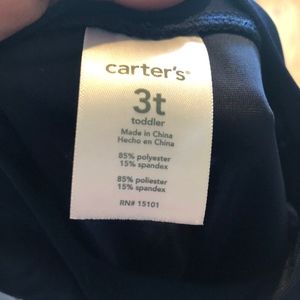 carter's®
3t
toddler
Made in China
Hecho en China
85% polyester
15% spandex
85% poliester
15% spandex
RN# 15101